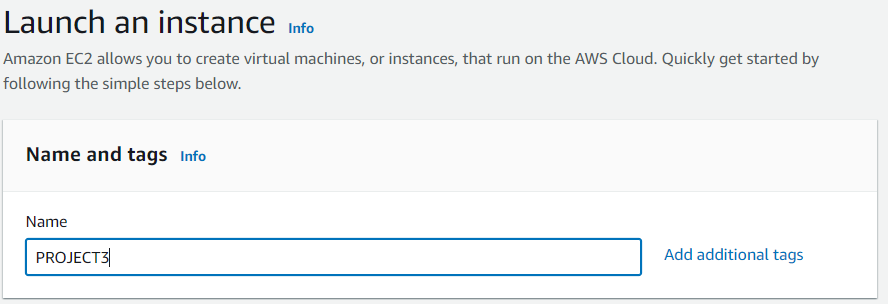 Launch an instance Info
Amazon EC2 allows you to create virtual machines, or instances, that run on the AWS Cloud. Quickly get started by
following the simple steps below.
Name and tags Info
Name
PROJECT3
Add additional tags